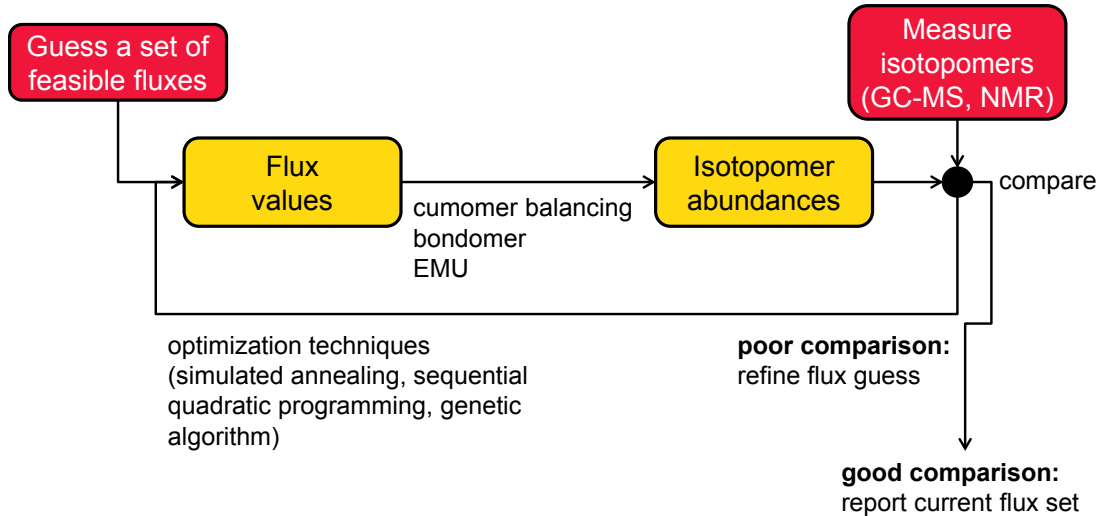 Guess a set of
feasible fluxes
Measure
isotopomers
(GC-MS, NMR)
Flux
values
cumomer balancing
bondomer
EMU
Isotopomer
abundances
compare
optimization techniques
(simulated annealing, sequential
quadratic programming, genetic
algorithm)
poor comparison:
refine flux guess
good comparison:
report current flux set